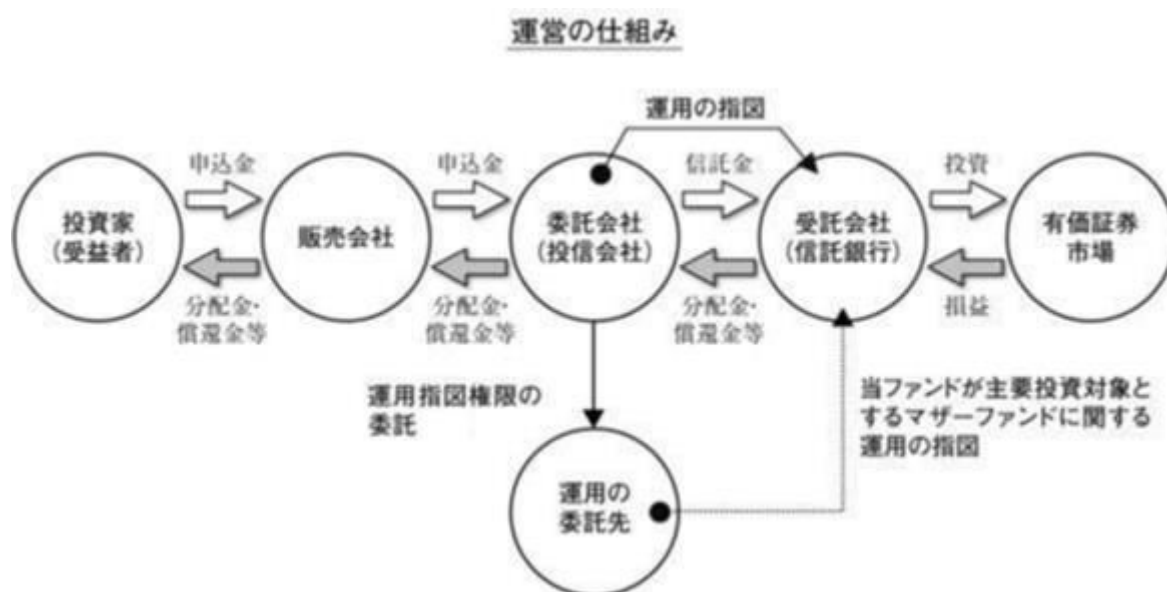 運営の仕組み
運用の指図
申込金
申込金
信託金
投資
投資家
(受益者)
販売会社
委託会社
(投信会社)
受託会社
(信託銀行)
有価証券
市場
分配金・
償還金等
分配金・
償還金等
分配金・
償還金等
損益
運用指図権限の
委託
当ファンドが主要投資対象と
するマザーファンドに関する
運用の指図
運用の
委託先